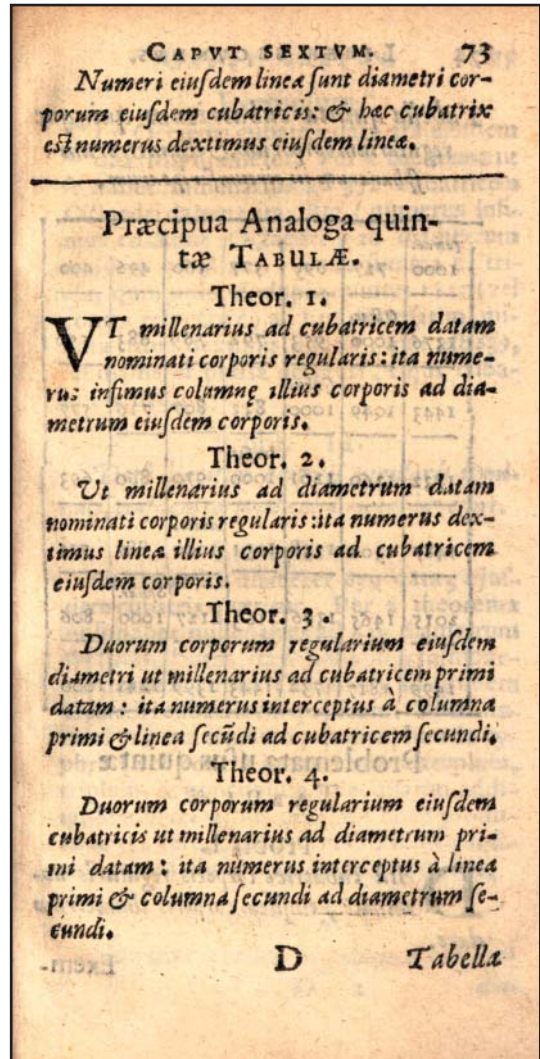 CAPVT SEXTVM. 73
Numeri eiuſdem lineæ ſunt diametri cor-
porum eiuſdem cubatricis: & hæc cubatrix
eſt numerus dextimus eiuſdem lineæ.
Præcipua Analoga quin-
tæ TABULÆ.
Theor. 1.
VT millenarius ad cubatricem datam
nominati corporis regularis: ita nume-
rus infimus columnę illius corporis ad dia-
metrum eiuſdem corporis.
Theor. 2.
Ut millenarius ad diametrum datam
nominati corporis regularis: ita numerus dex-
timus lineæ illius corporis ad cubatricem
eiuſdem corporis.
Theor. 3.
Duorum corporum regularium eiuſdem
diametri ut millenarius ad cubatricem primi
datam: ita numerus interceptus à columna
primi & linea ſecũdi ad cubatricem ſecundi.
Theor. 4.
Duorum corporum regularium eiuſdem
cubatricis ut millenarius ad diametrum pri-
mi datam: ita numerus interceptus à linea
primi & columna ſecundi ad diametrum ſe-
cundi.
D Tabellæ